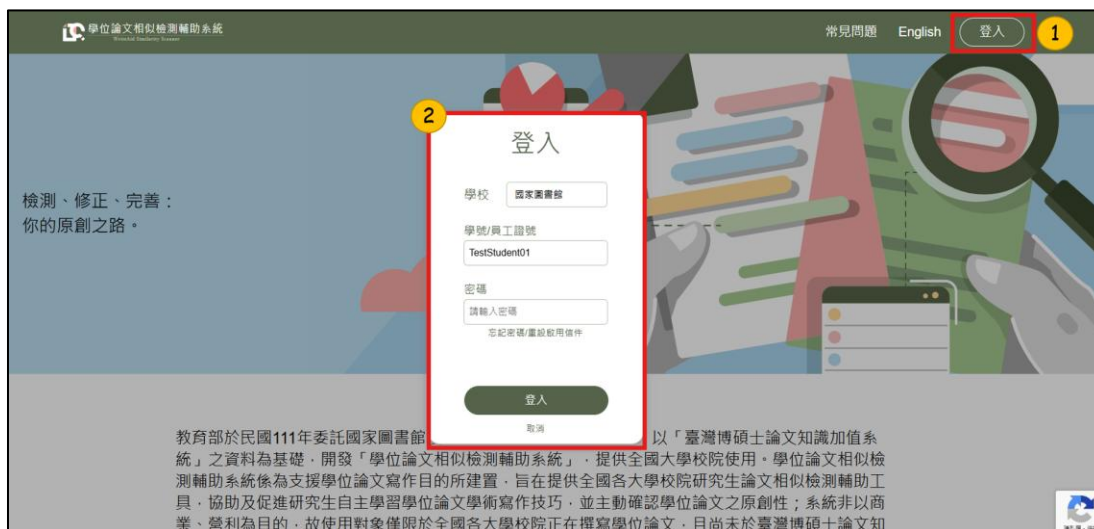 學位論文相似檢測輔助系統
常見問題 English 登入 1
2
登入
檢測、修正、完善：
你的原創之路。
學校 國家圖書館
學號/員工證號
TestStudent01
密碼
請輸入密碼
忘記密碼/重設啟用信件
登入
取消
教育部於民國111年委託國家圖書館 以「臺灣博碩士論文知識加值系
統」之資料為基礎，開發「學位論文相似檢測輔助系統」，提供全國大學校院使用。學位論文相似檢
測輔助系統係為支援學位論文寫作目的所建置，旨在提供全國各大學校院研究生論文相似檢測輔助工
具，協助及促進研究生自主學習學位論文學術寫作技巧，並主動確認學位論文之原創性；系統非以商
業、營利為目的，故使用對象僅限於全國各大學校院正在撰寫學位論文，且尚未於臺灣博碩士論文知